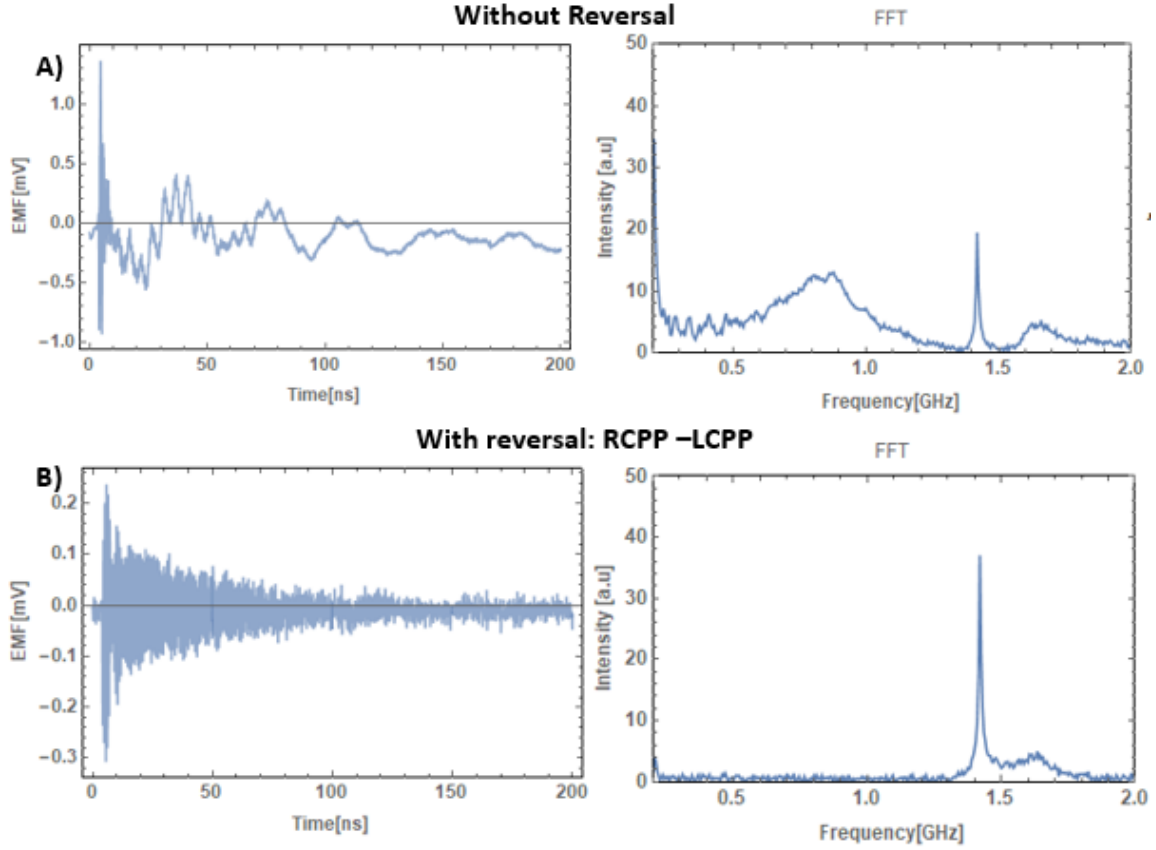 Without Reversal
FFT
A)
1.0
0.5
0.0
−0.5
−1.0
EMF[mV]
0 50 100 150 200
Time[ns]
50
40
30
20
10
0
Intensity [a.u]
0.5 1.0 1.5 2.0
Frequency[GHz]
With reversal: RCPP –LCPP
FFT
B)
0.2
0.1
0.0
−0.1
−0.2
−0.3
EMF[mV]
0 50 100 150 200
Time[ns]
50
40
30
20
10
0
Intensity [a.u]
0.5 1.0 1.5 2.0
Frequency[GHz]